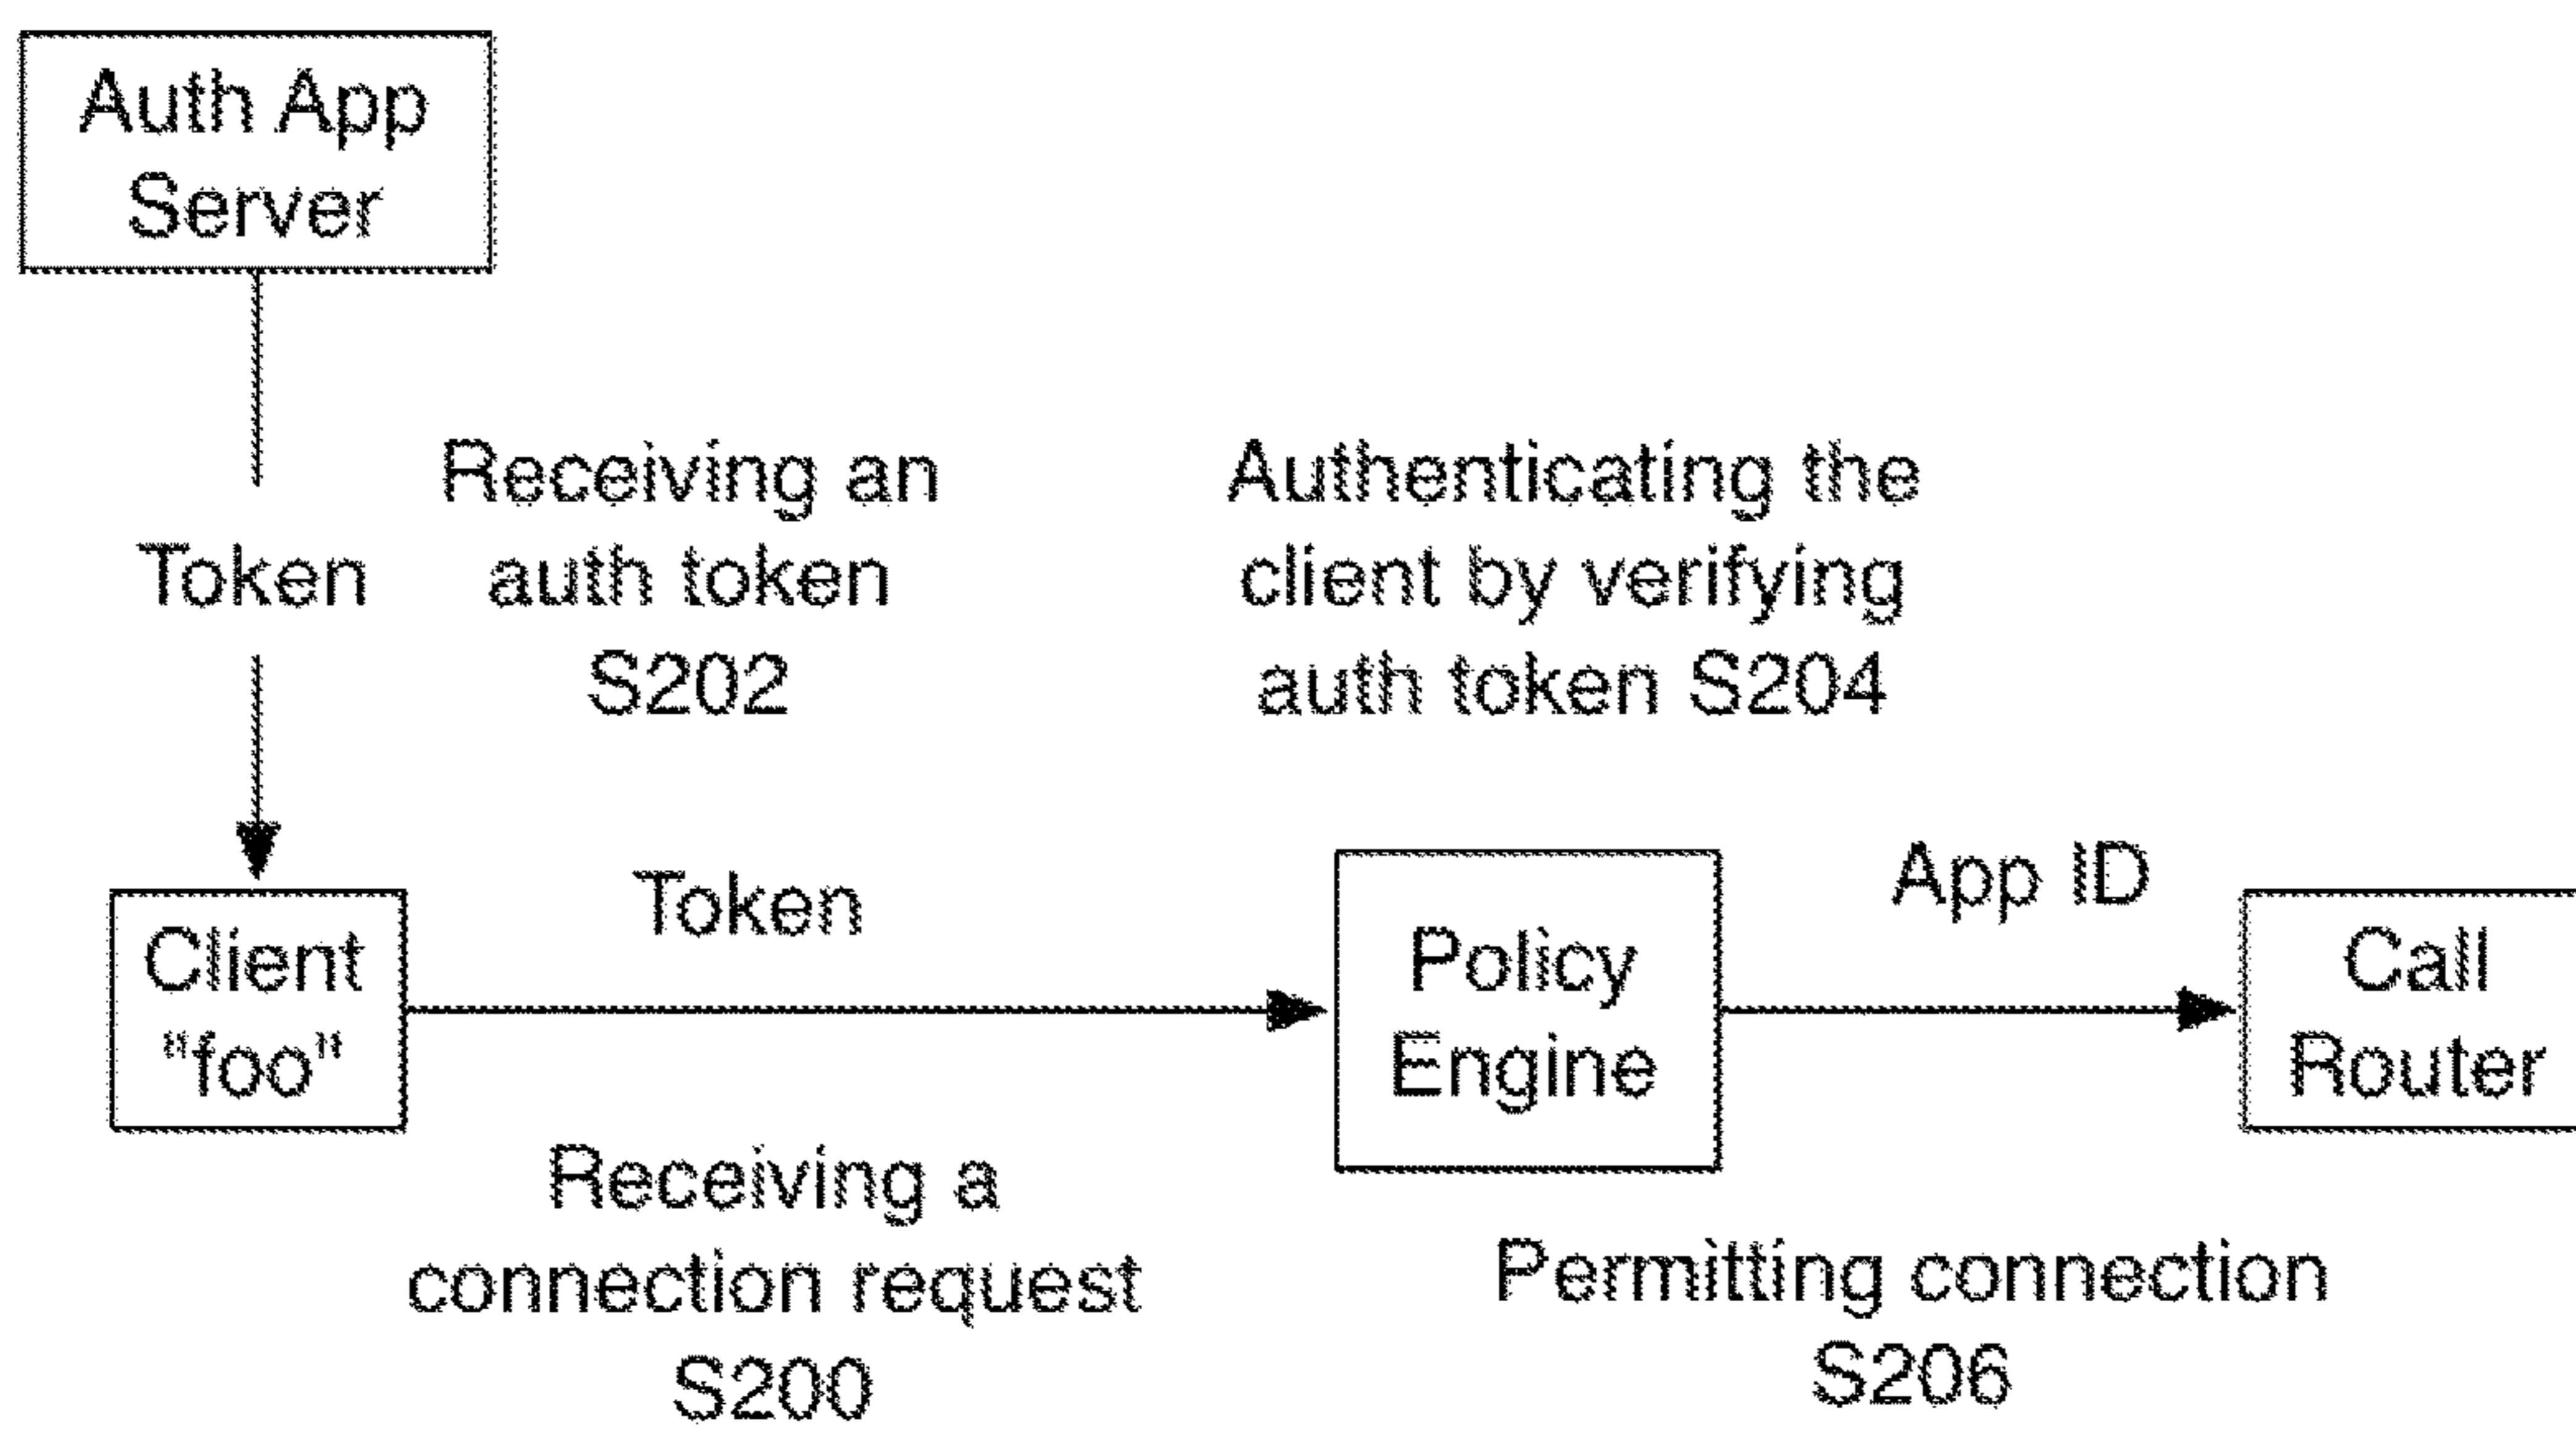 Auth App
Server
Token
Receiving an
auth token
S202
Authenticating the
client by verifying
auth token S204
Client
"foo"
Token
Policy
Engine
App ID
Call
Router
Receiving a
connection request
S200
Permitting connection
S206